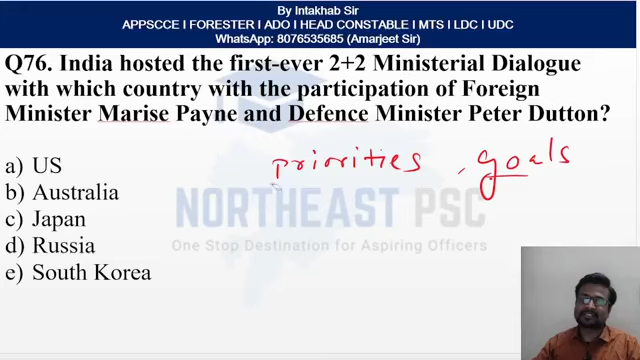 By Intakhab Sir
APPSCCE I FORESTER I ADO I HEAD CONSTABLE I MTS I LDC I UDC
WhatsApp: 8076535685 (Amarjeet Sir)
Q76. India hosted the first-ever 2+2 Ministerial Dialogue
with which country with the participation of Foreign
Minister Marise Payne and Defence Minister Peter Dutton?
priorities , goals
a) US
b) Australia
c) Japan
d) Russia
e) South Korea
NORTHEAST PSC
One Stop Destination for Aspiring Officers